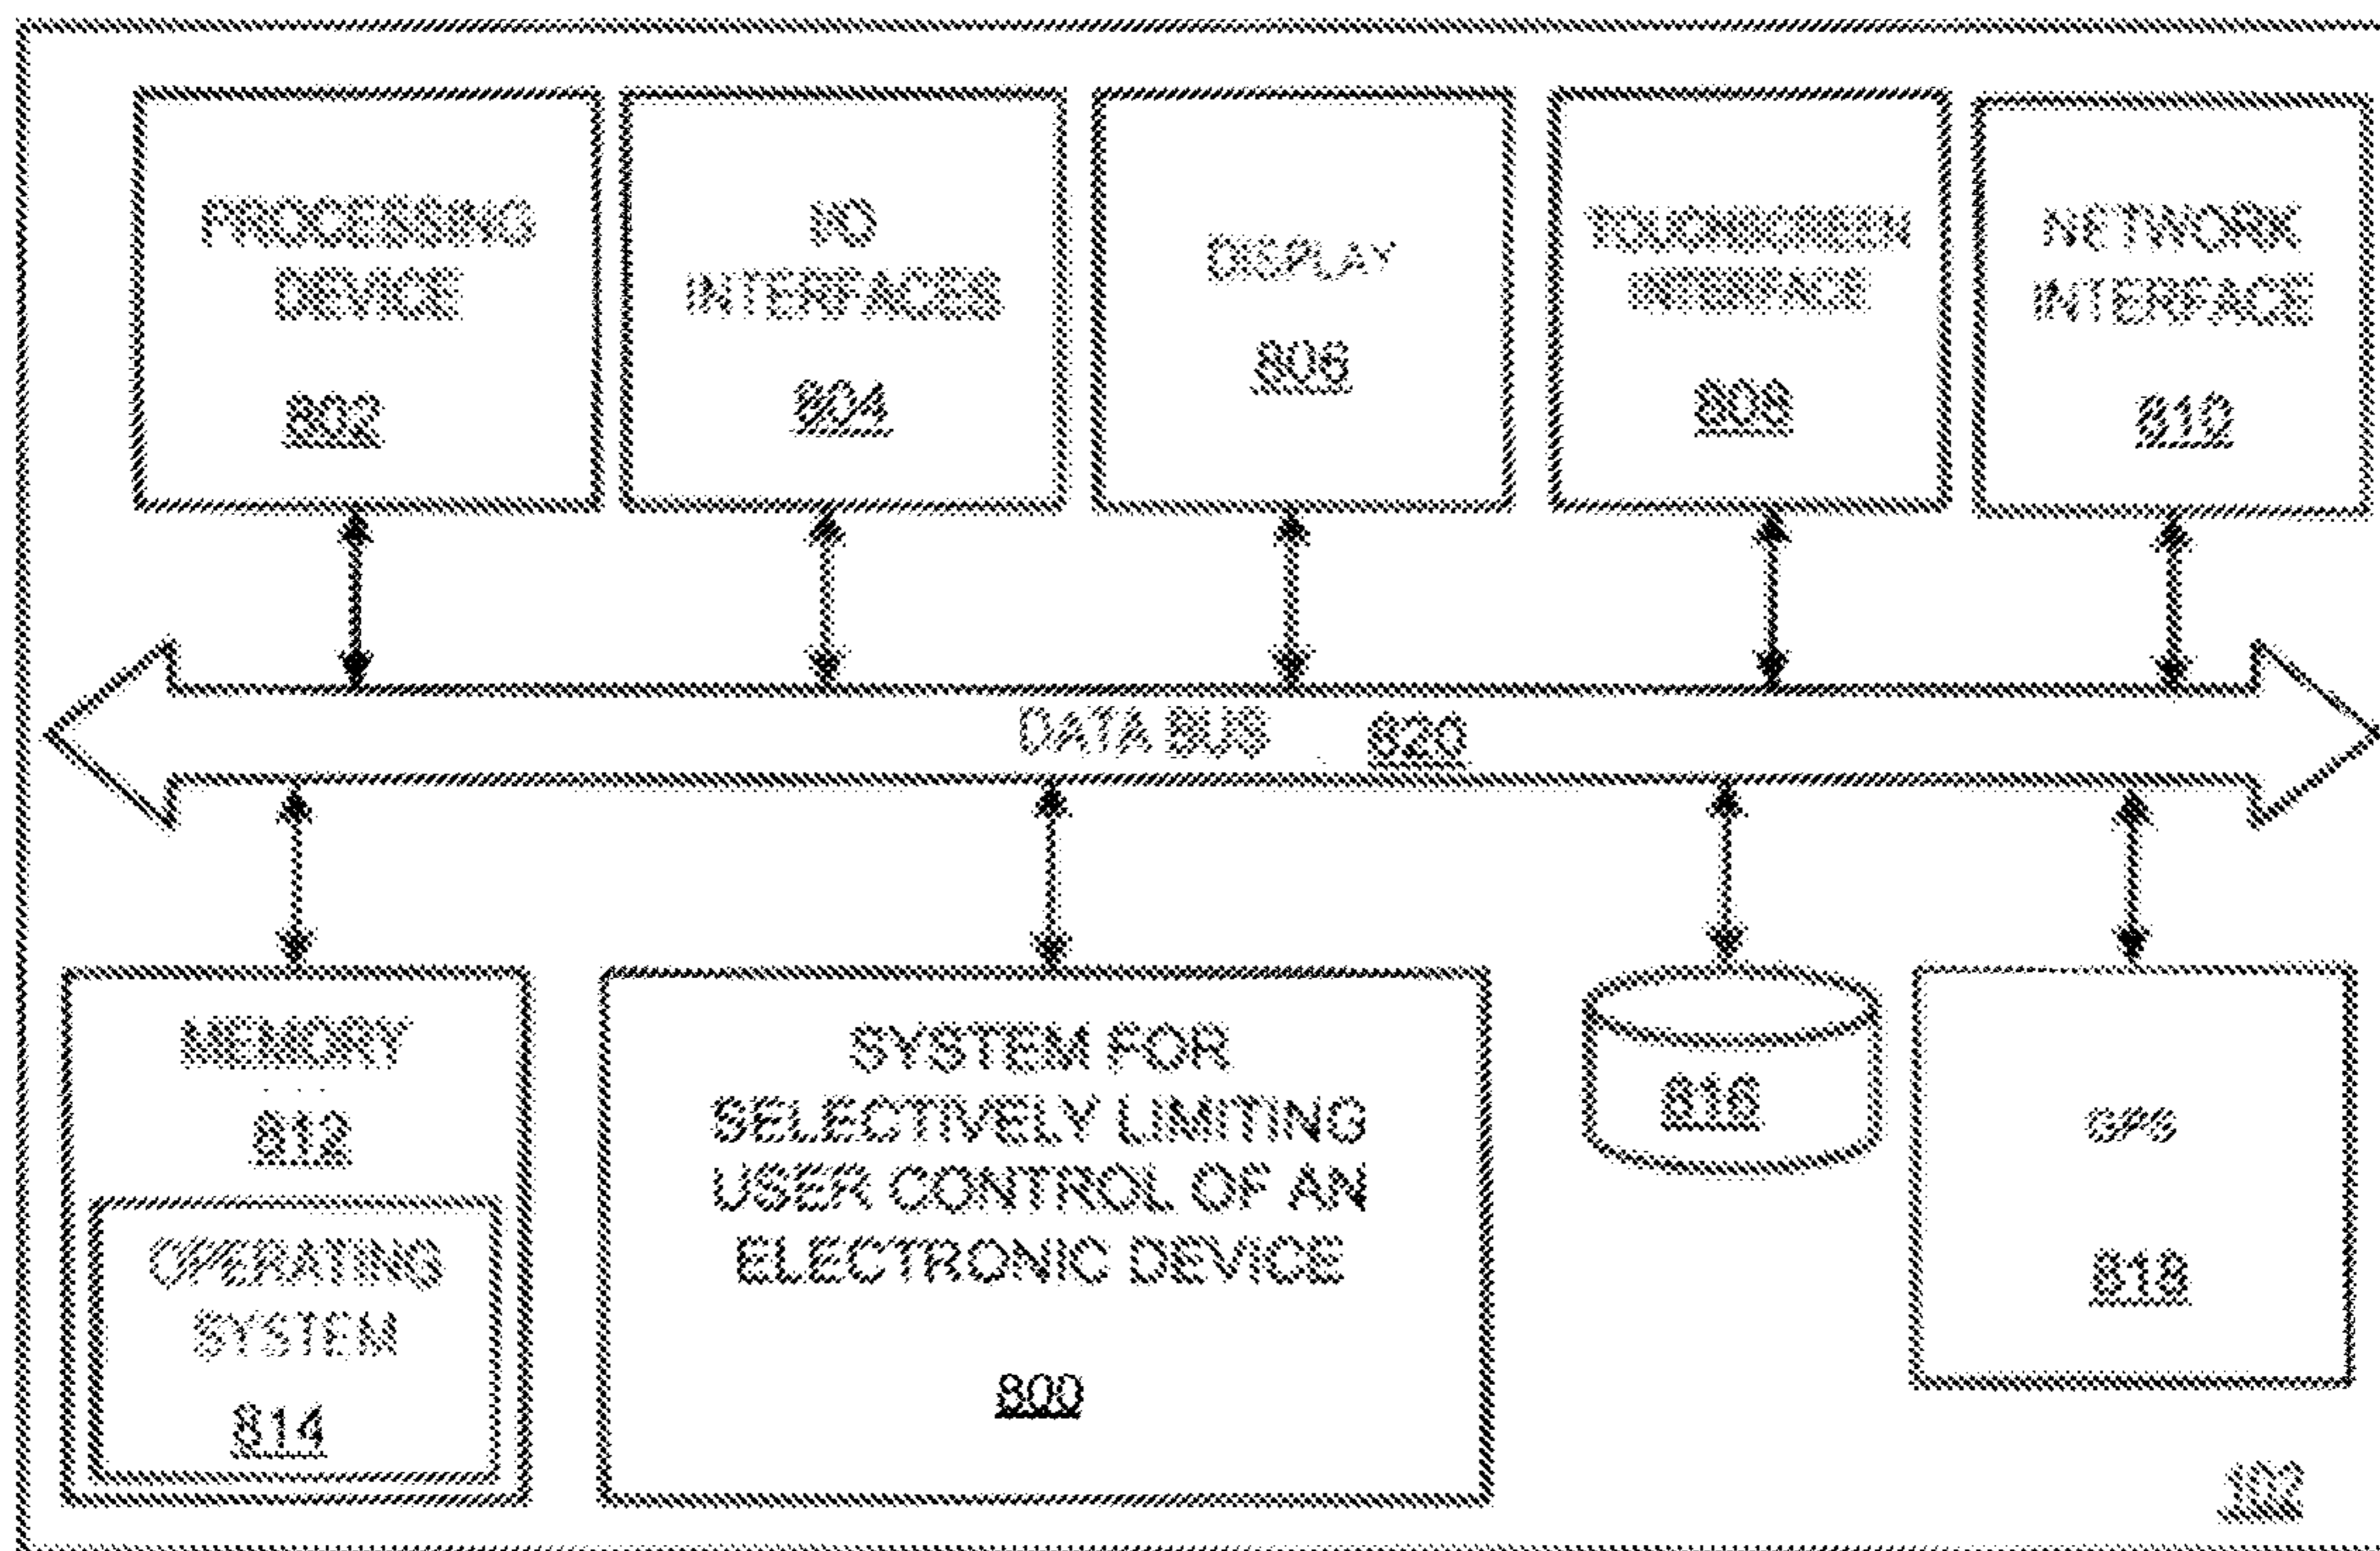 PROCESSING
DEVICE
802
I/O
INTERFACES
804
DISPLAY
806
TOUCHSCREEN
INTERFACE
808
NETWORK
INTERFACE
810
DATA BUS 820
MEMORY
812
OPERATING
SYSTEM
814
SYSTEM FOR
SELECTIVELY LIMITING
USER CONTROL OF AN
ELECTRONIC DEVICE
800
816
GPS
818
102